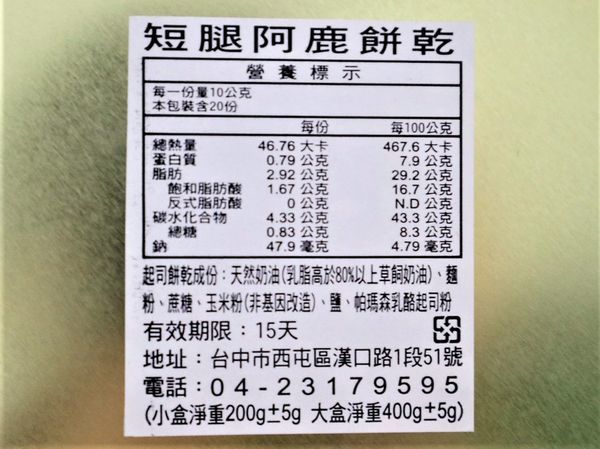 短腿阿鹿餅乾
營養標示
每一份量10公克
本包裝含20份
每份 每100公克
總熱量 46.76 大卡 467.6 大卡
蛋白質 0.79 公克 7.9 公克
脂肪 2.92 公克 29.2 公克
飽和脂肪酸 1.67 公克 16.7 公克
反式脂肪酸 0 公克 N.D 公克
碳水化合物 4.33 公克 43.3 公克
總糖 0.83 公克 8.3 公克
鈉 47.9 毫克 4.79 毫克
起司餅乾成份：天然奶油(乳脂高於80%以上草飼奶油)、麵
粉、蔗糖、玉米粉(非基因改造)、鹽、帕瑪森乳酪起司粉
有效期限：15天
地址：台中市西屯區漢口路1段51號
電話：04-23179595
(小盒淨重200g±5g 大盒淨重400g±5g)